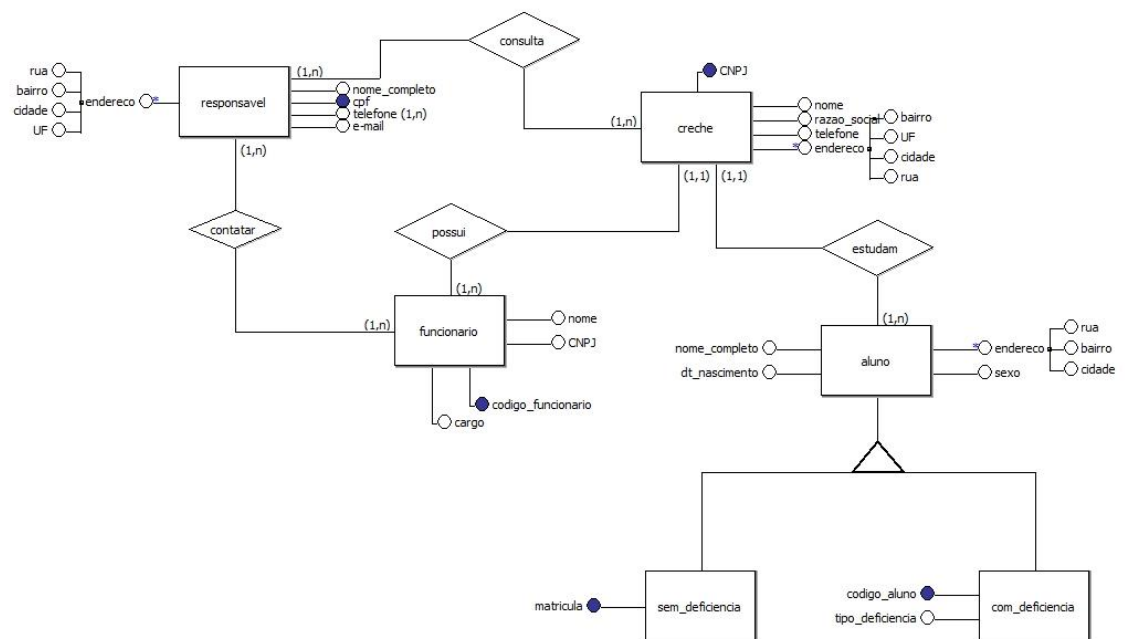 consulta
rua
bairro
endereco *
cidade
UF
responsavel
(1,n)
nome_completo
cpf
telefone (1,n)
e-mail
(1,n)
CNPJ
(1,n)
creche
nome
razao_social
telefone
* endereco
bairro
UF
cidade
rua
(1,1)
(1,1)
contatar
possui
estudam
(1,n)
(1,n)
funcionario
nome
CNPJ
codigo_funcionario
cargo
(1,n)
nome_completo
dt_nascimento
aluno
* endereco
sexo
rua
bairro
cidade
matricula
sem_deficiencia
codigo_aluno
tipo_deficiencia
com_deficiencia